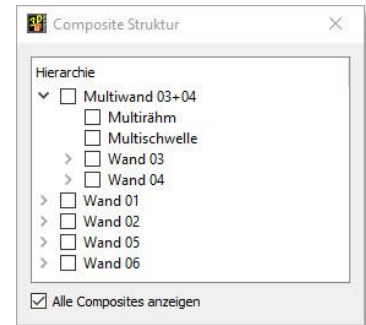 Composite Struktur
Hierarchie
Multiwand 03+04
Multirähm
Multischwelle
Wand 03
Wand 04
Wand 01
Wand 02
Wand 05
Wand 06
Alle Composites anzeigen